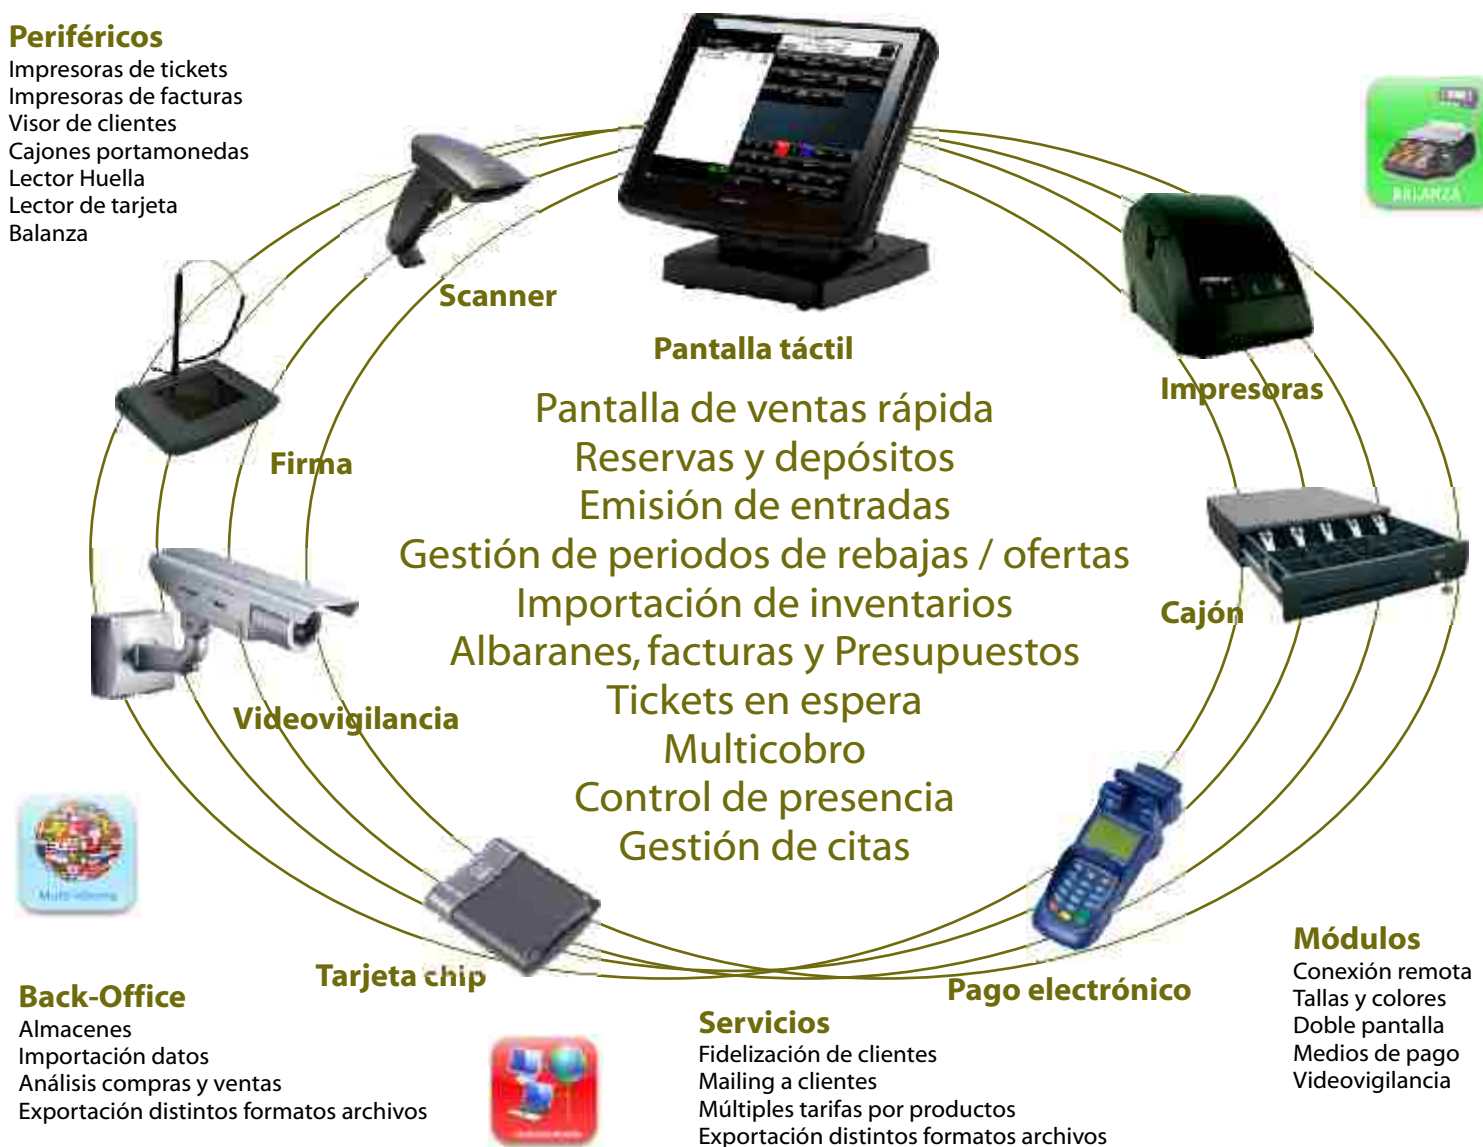 Periféricos
Impresoras de tickets
Impresoras de facturas
Visor de clientes
Cajones portamonedas
Lector Huella
Lector de tarjeta
Balanza
BALANZA
Scanner
Pantalla táctil
Impresoras
Firma
Cajón
Videovigilancia
Pantalla de ventas rápida
Reservas y depósitos
Emisión de entradas
Gestión de periodos de rebajas / ofertas
Importación de inventarios
Albaranes, facturas y Presupuestos
Tickets en espera
Multicobro
Control de presencia
Gestión de citas
Multi-idioma
Tarjeta chip
Pago electrónico
Back-Office
Almacenes
Importación datos
Análisis compras y ventas
Exportación distintos formatos archivos
Servicios
Fidelización de clientes
Mailing a clientes
Múltiples tarifas por productos
Exportación distintos formatos archivos
Módulos
Conexión remota
Tallas y colores
Doble pantalla
Medios de pago
Videovigilancia